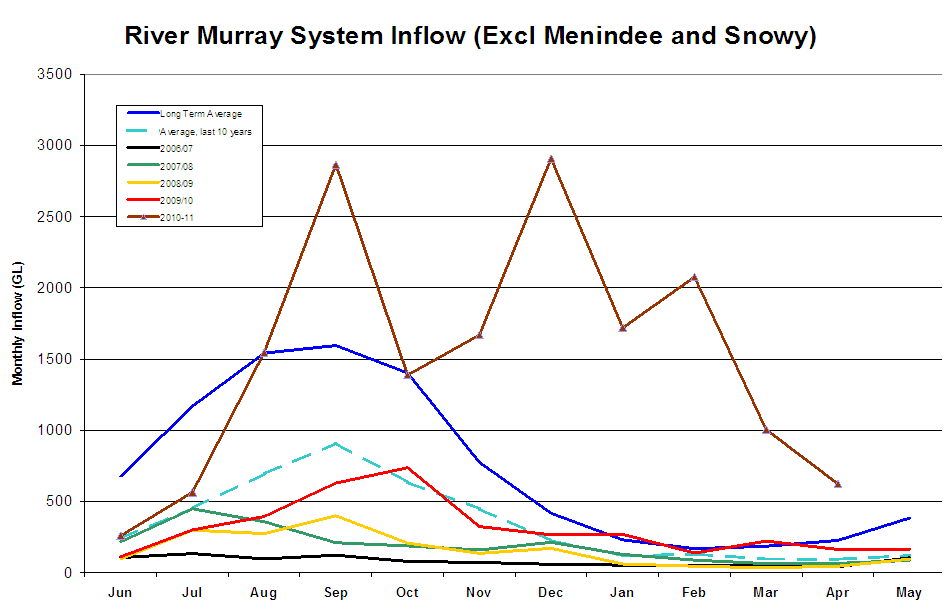 River Murray System Inflow (Excl Menindee and Snowy)
3500
3000
2500
2000
1500
1000
500
0
Monthly Inflow (GL)
Long Term Average
Average, last 10 years
2006/07
2007/08
2008/09
2009/10
2010-11
Jun Jul Aug Sep Oct Nov Dec Jan Feb Mar Apr May